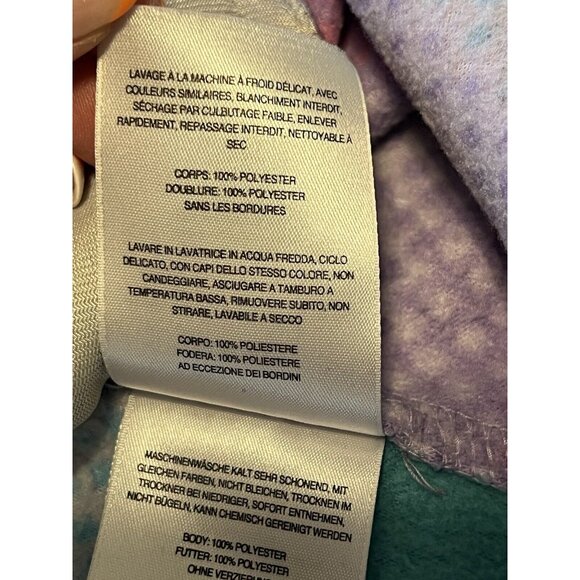 LAVAGE À LA MACHINE À FROID DÉLICAT, AVEC
COULEURS SIMILAIRES, BLANCHIMENT INTERDIT,
SÉCHAGE PAR CULBUTAGE FAIBLE, ENLEVER
RAPIDEMENT, REPASSAGE INTERDIT, NETTOYABLE À
SEC
CORPS: 100% POLYESTER
DOUBLURE: 100% POLYESTER
SANS LES BORDURES
LAVARE IN LAVATRICE IN ACQUA FREDDA, CICLO
DELICATO, CON CAPI DELLO STESSO COLORE, NON
CANDEGGIARE, ASCIUGARE A TAMBURO A
TEMPERATURA BASSA, RIMUOVERE SUBITO, NON
STIRARE, LAVABILE A SECCO
CORPO: 100% POLIESTERE
FODERA: 100% POLIESTERE
AD ECCEZIONE DEI BORDINI
MASCHINENWÄSCHE KALT SEHR SCHONEND, MIT
GLEICHEN FARBEN, NICHT BLEICHEN, TROCKNEN IM
TROCKNER BEI NIEDRIGER, SOFORT ENTNEHMEN,
NICHT BÜGELN, KANN CHEMISCH GEREINIGT WERDEN
BODY: 100% POLYESTER
FUTTER: 100% POLYESTER
OHNE